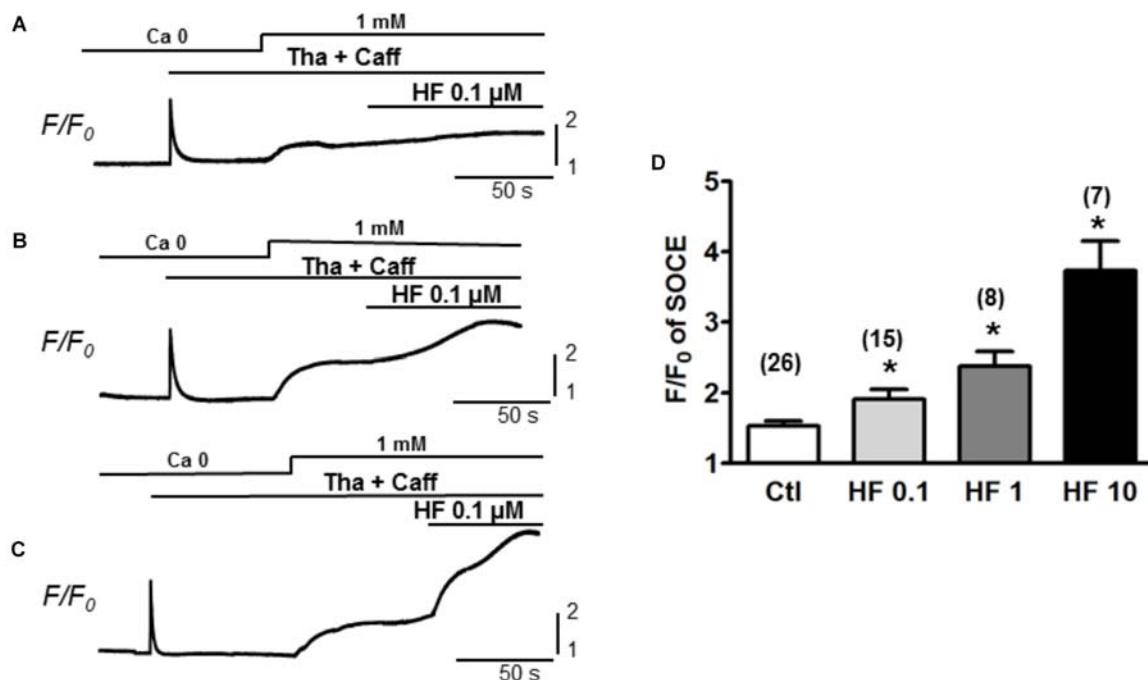 A
1 mM
Ca 0
Tha + Caff
HF 0.1 µM
F/F0
2
1
50 s
B
1 mM
Ca 0
Tha + Caff
HF 0.1 µM
F/F0
2
1
50 s
C
1 mM
Ca 0
Tha + Caff
HF 0.1 µM
F/F0
2
1
50 s
D
F/F0 of SOCE
5
4
3
2
1
(26)
(15)
*
(8)
*
(7)
*
Ctl HF 0.1 HF 1 HF 10